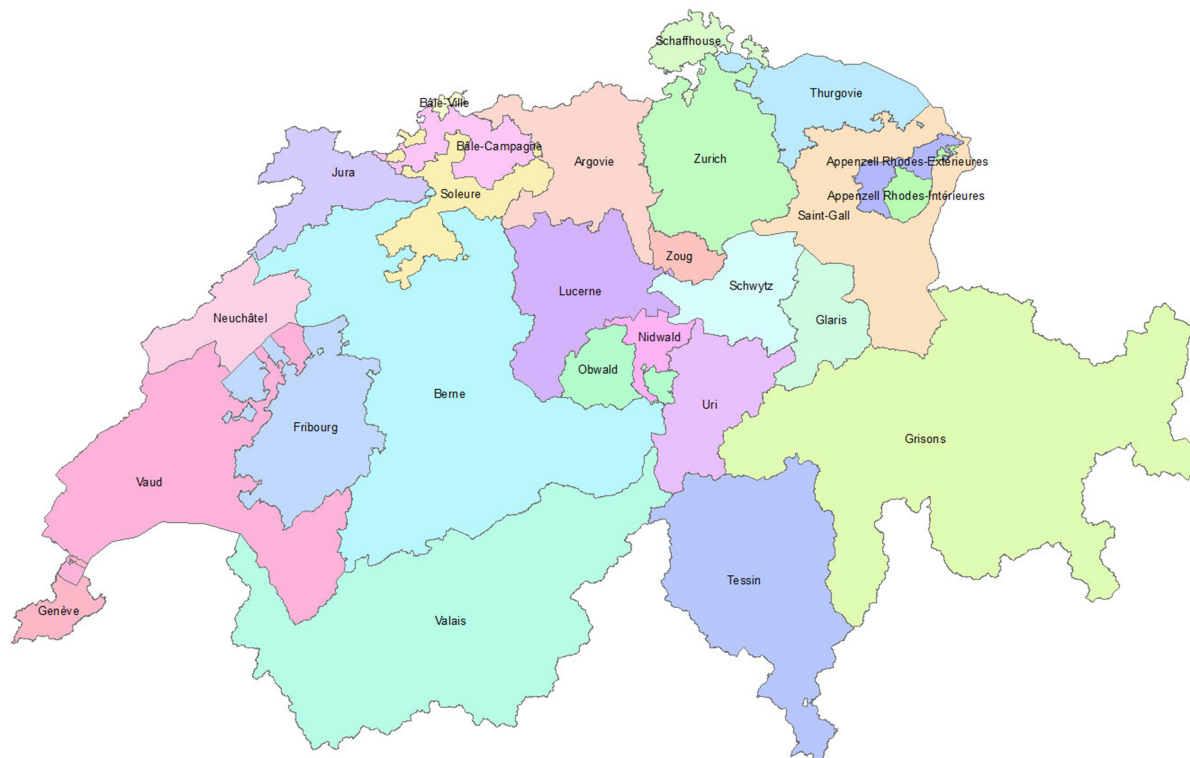 Schaffhouse
Thurgovie
Bâle-Ville
Bâle-Campagne
Argovie
Zurich
Jura
Appenzell Rhodes-Extérieures
Soleure
Appenzell Rhodes-Intérieures
Saint-Gall
Zoug
Schwytz
Lucerne
Neuchâtel
Glaris
Nidwald
Obwald
Berne
Uri
Fribourg
Grisons
Vaud
Tessin
Genève
Valais